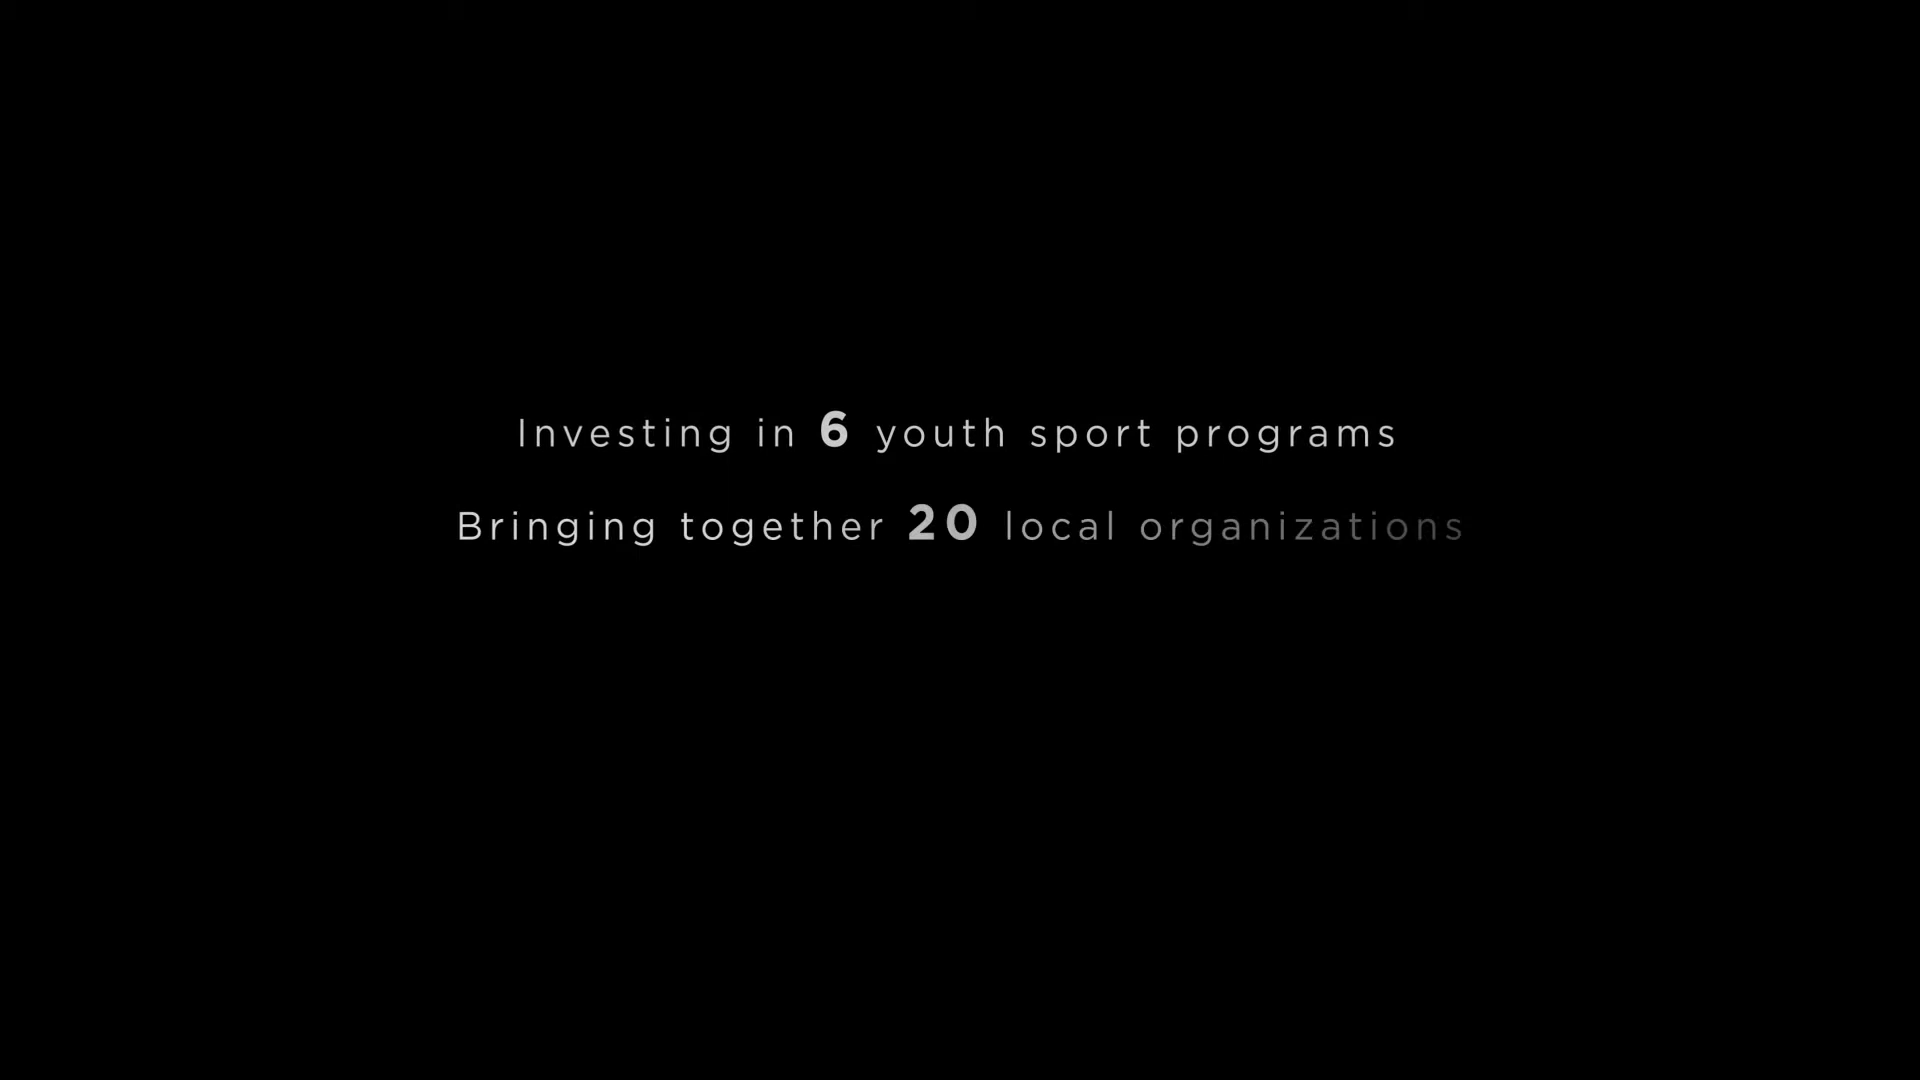 Investing in 6 youth sport programs
Bringing together 20 local organizations